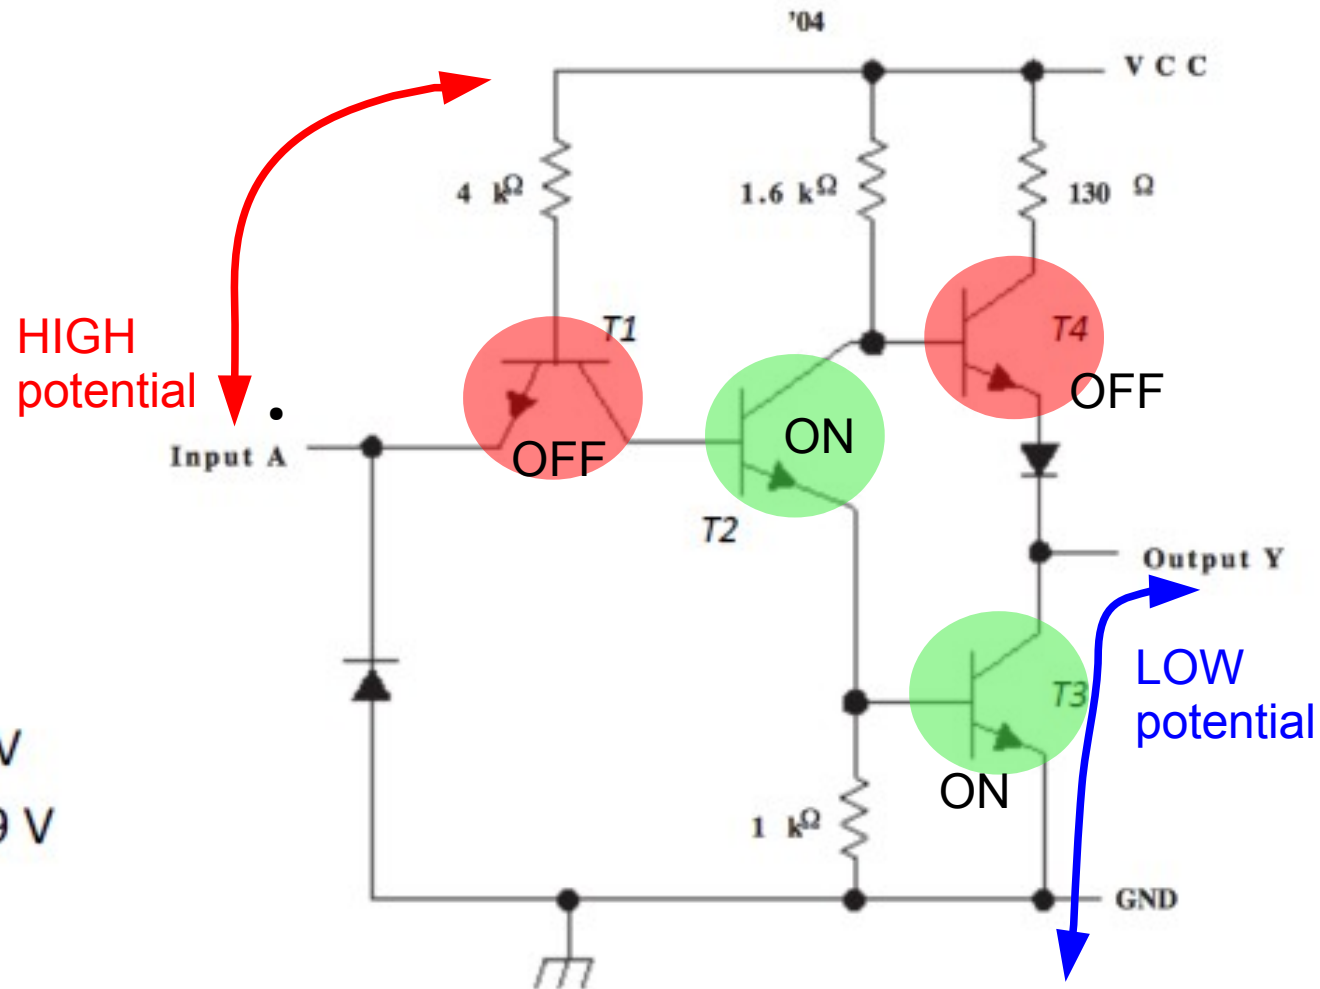 ’04
V C C
4 kΩ
1.6 kΩ
130 Ω
HIGH
potential
T1
T4
OFF
Input A
OFF
ON
T2
Output Y
LOW
potential
T3
V
9 V
ON
1 kΩ
GND